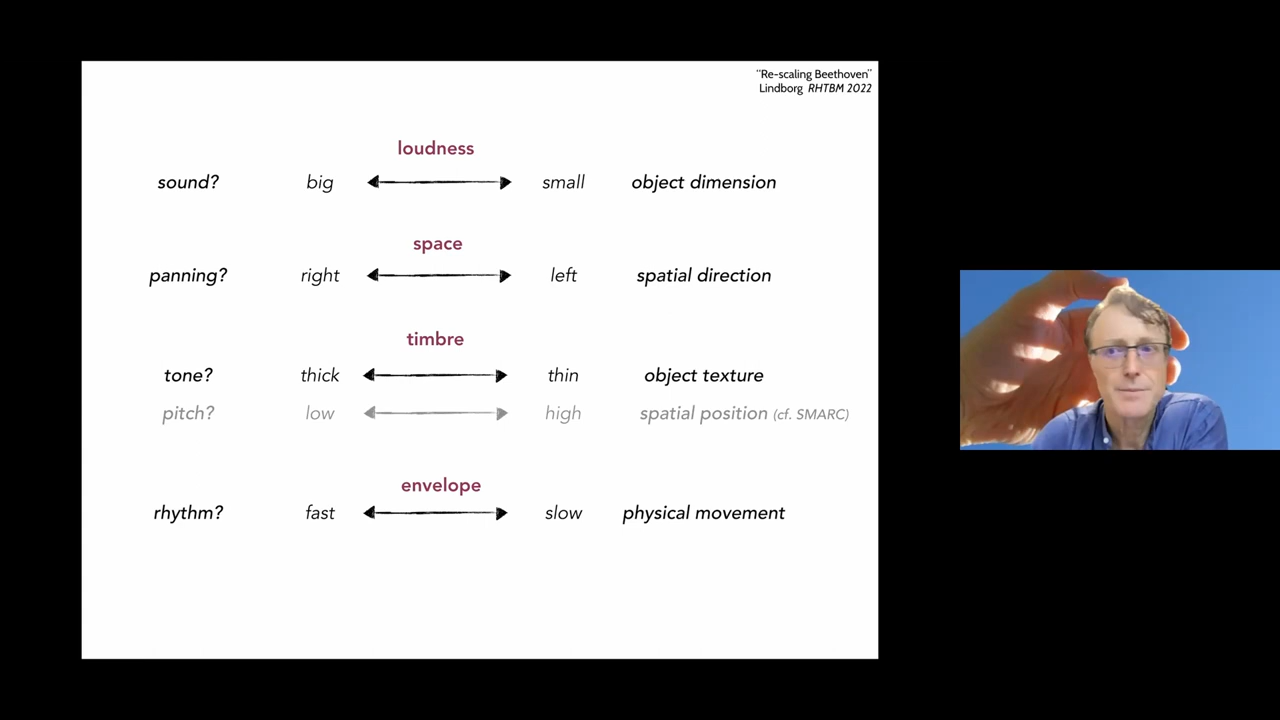 "Re-scaling Beethoven"
Lindborg RHTBM 2022
loudness
sound? big small object dimension
space
panning? right left spatial direction
timbre
tone? thick thin object texture
pitch? low high spatial position (cf. SMARC)
envelope
rhythm? fast slow physical movement